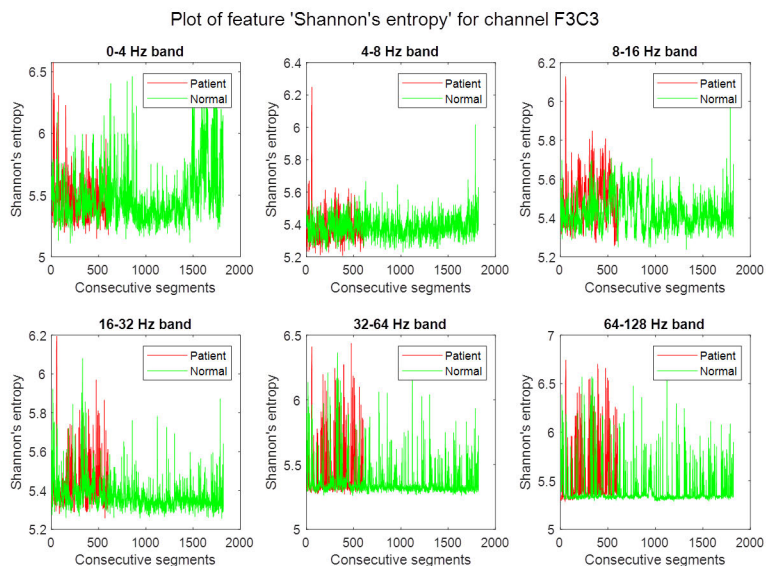 Plot of feature 'Shannon's entropy' for channel F3C3
0-4 Hz band
Shannon's entropy
6.5
6
5.5
5
Patient
Normal
0 500 1000 1500 2000
Consecutive segments
4-8 Hz band
Shannon's entropy
6.4
6.2
6
5.8
5.6
5.4
5.2
Patient
Normal
0 500 1000 1500 2000
Consecutive segments
8-16 Hz band
Shannon's entropy
6.2
6
5.8
5.6
5.4
5.2
Patient
Normal
0 500 1000 1500 2000
Consecutive segments
16-32 Hz band
Shannon's entropy
6.2
6
5.8
5.6
5.4
5.2
Patient
Normal
0 500 1000 1500 2000
Consecutive segments
32-64 Hz band
Shannon's entropy
6.5
6
5.5
5
Patient
Normal
0 500 1000 1500 2000
Consecutive segments
64-128 Hz band
Shannon's entropy
7
6.5
6
5.5
5
Patient
Normal
0 500 1000 1500 2000
Consecutive segments